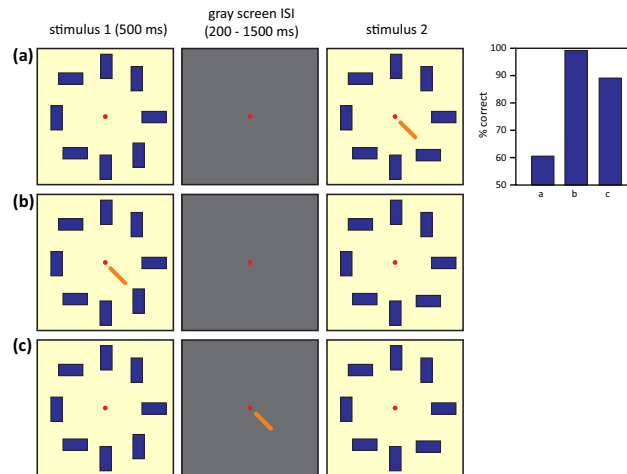 gray screen ISI
stimulus 1 (500 ms)
(200 - 1500 ms)
stimulus 2
(a)
(b)
(c)
100
90
80
70
60
50
% correct
a
b
c